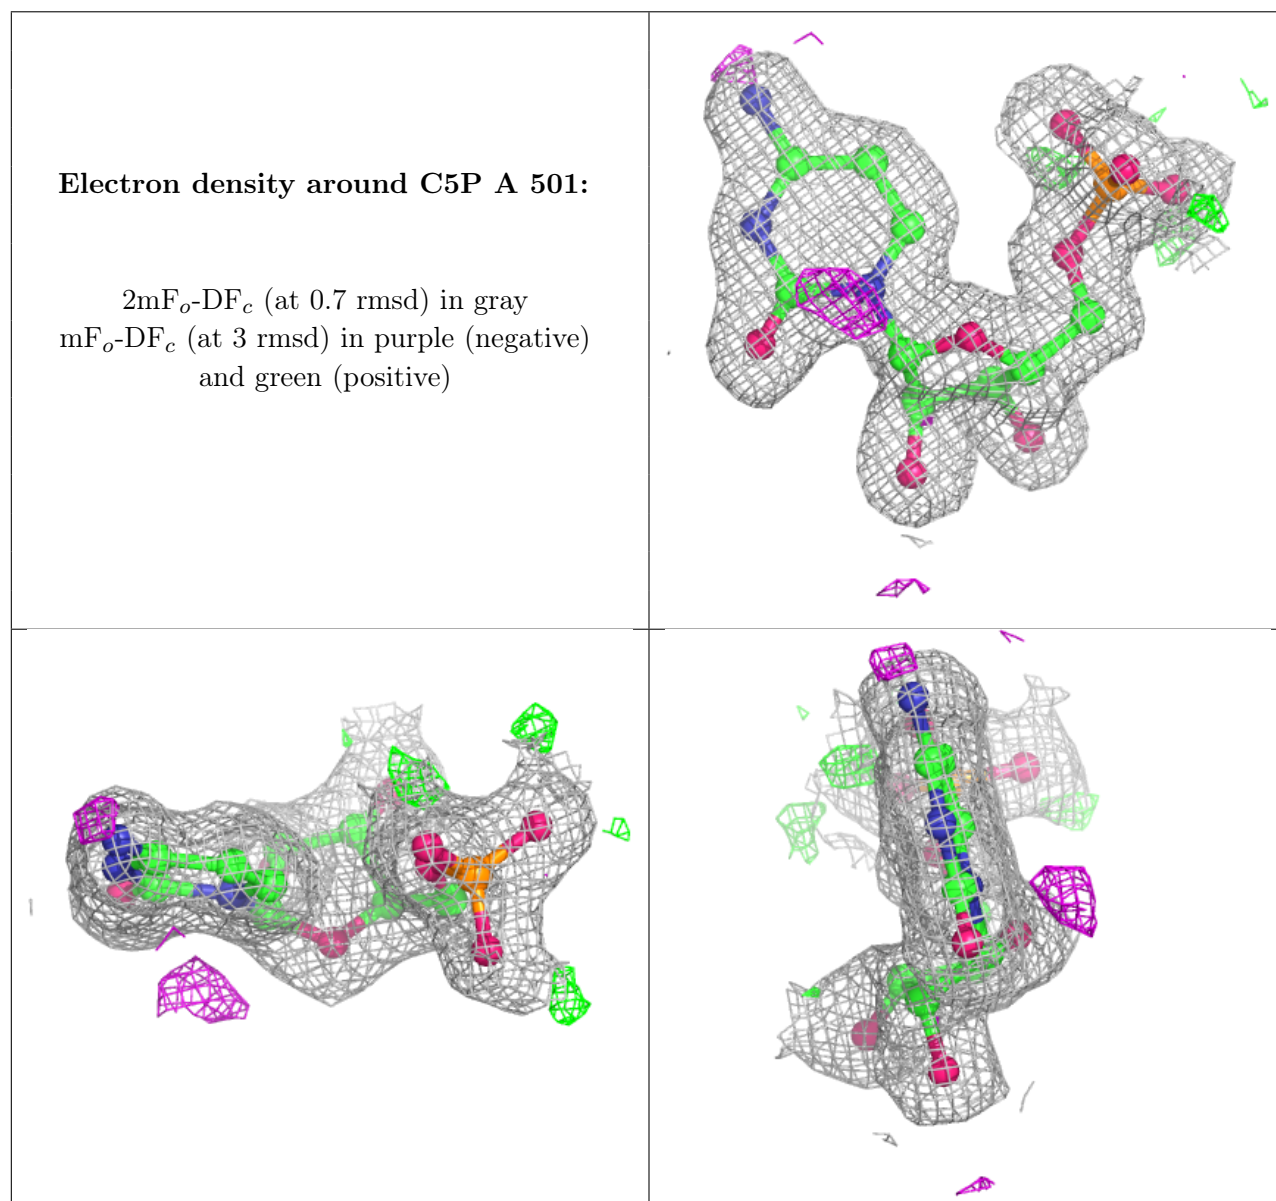 Electron density around C5P A 501:
2mFo-DFc (at 0.7 rmsd) in gray
mFo-DFc (at 3 rmsd) in purple (negative)
and green (positive)